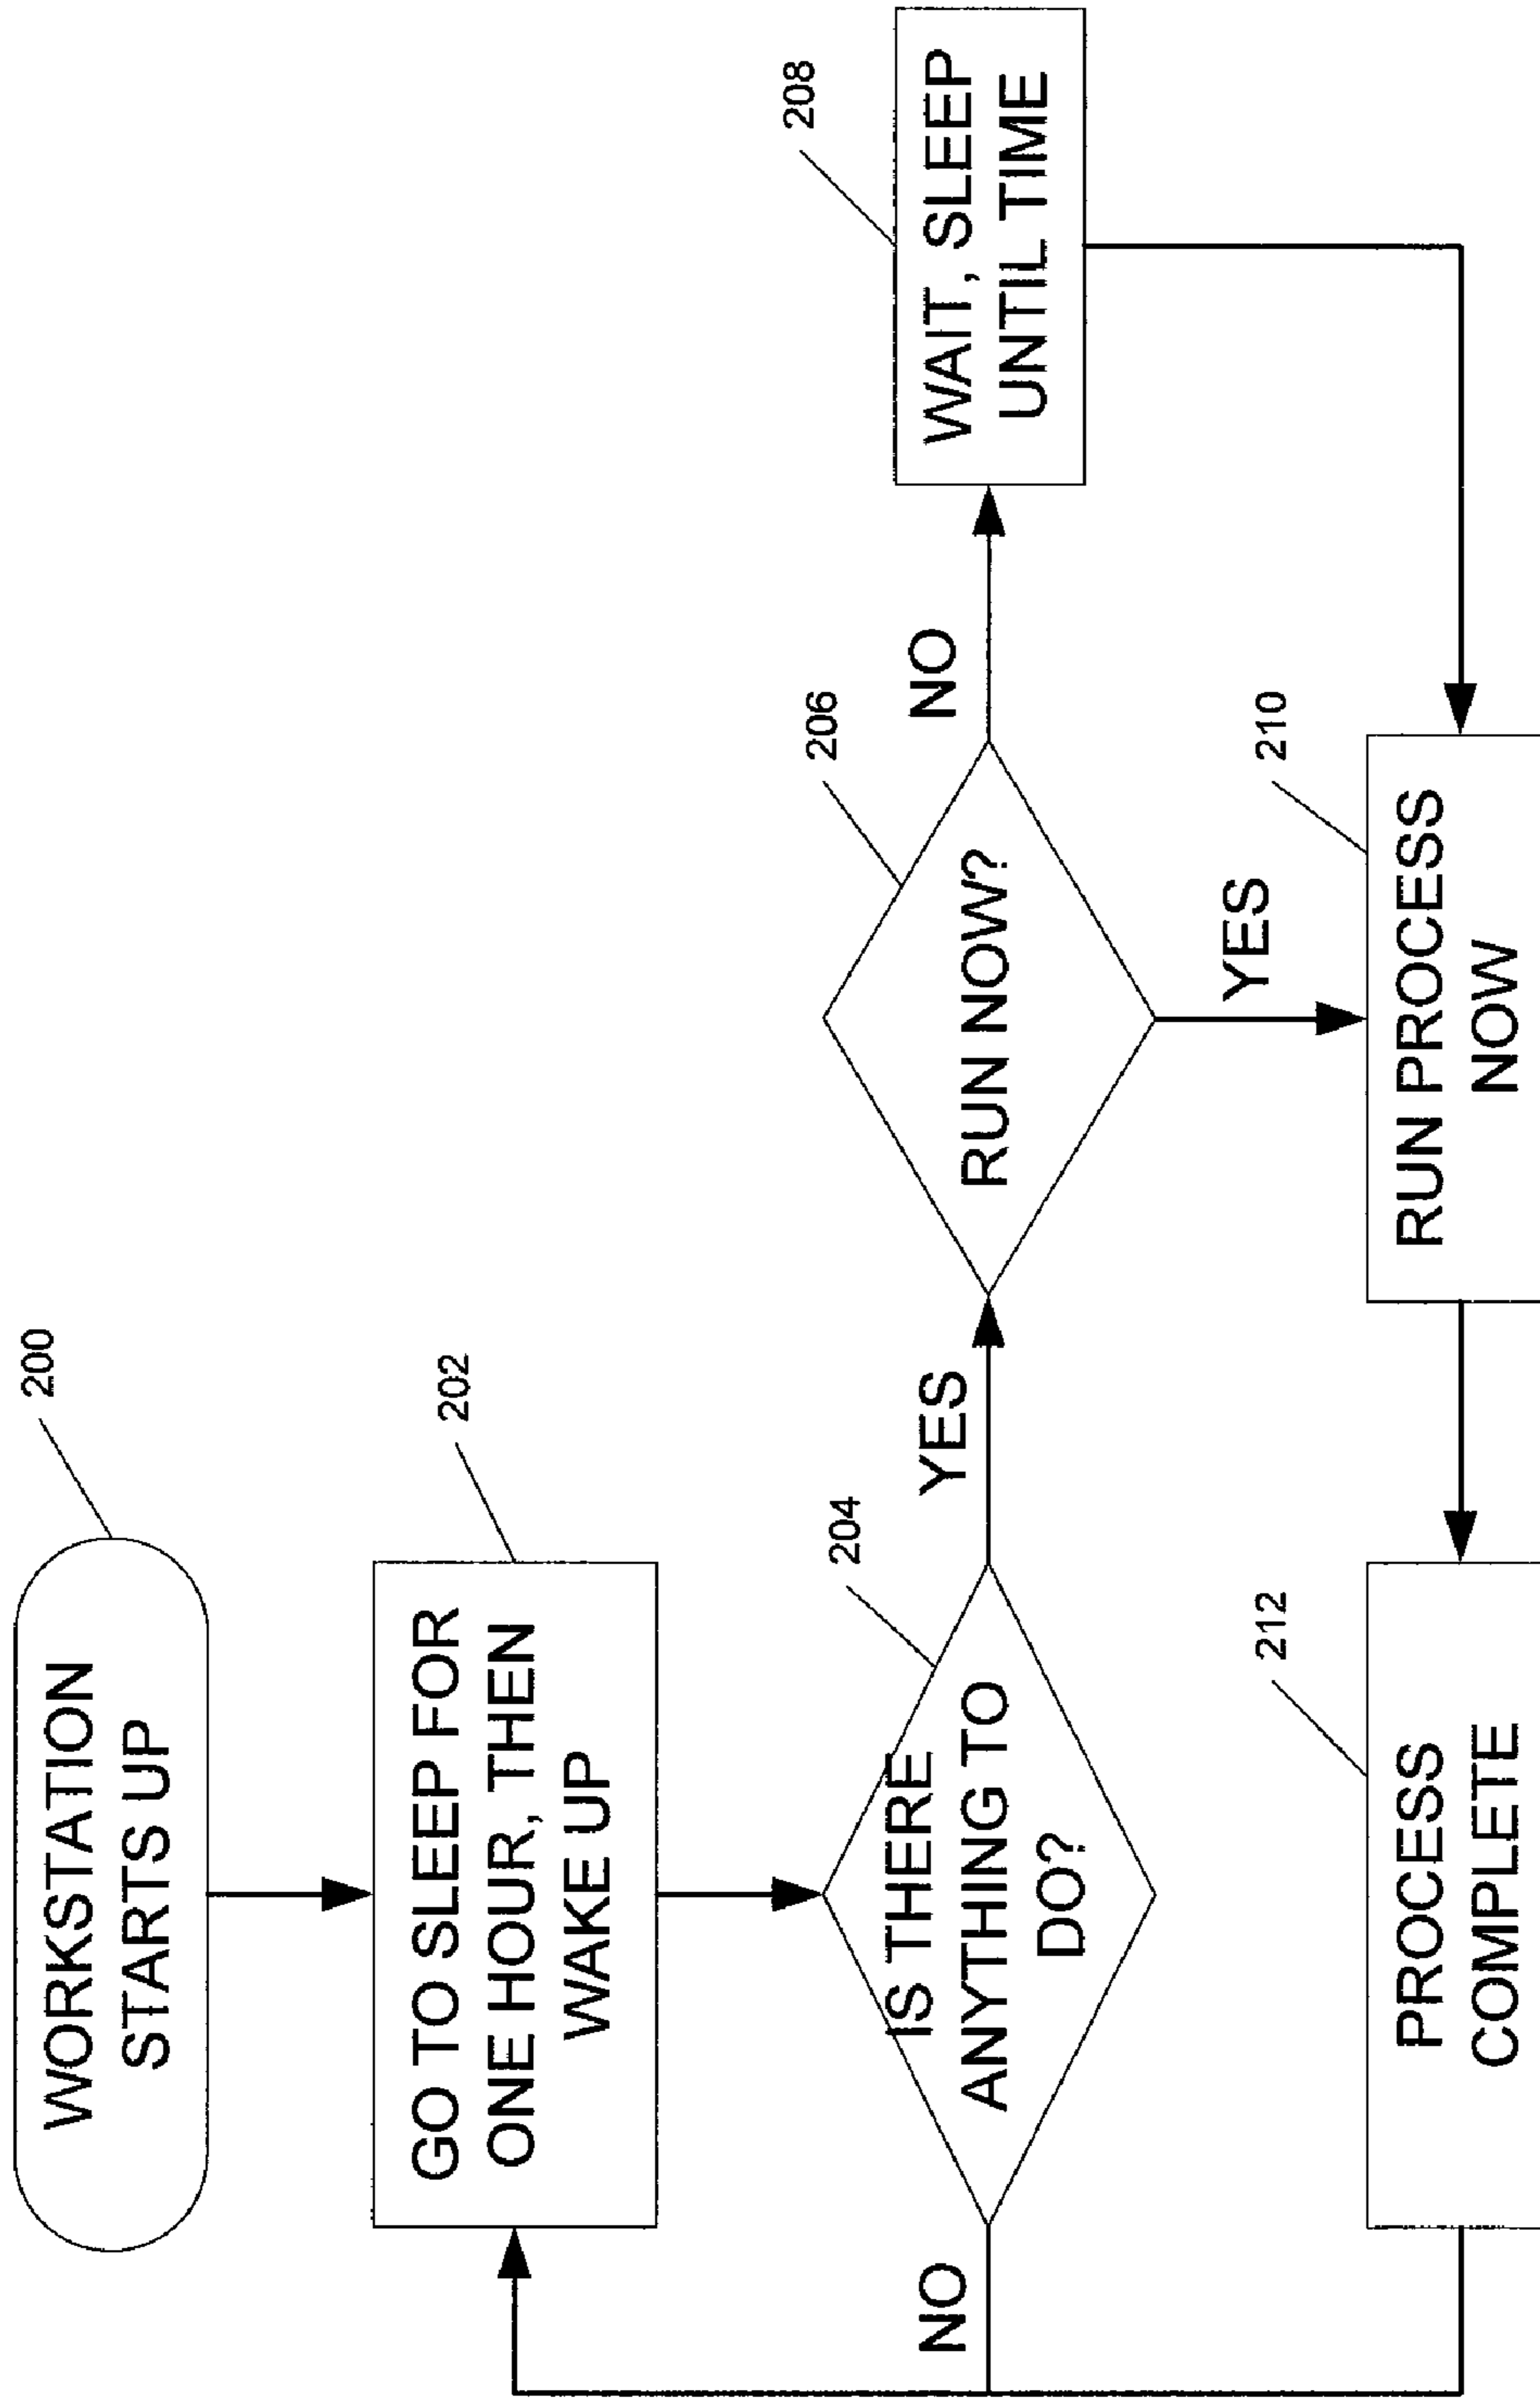 WORKSTATION
STARTS UP
200
GO TO SLEEP FOR
ONE HOUR, THEN
WAKE UP
202
IS THERE
ANYTHING TO
DO?
204
NO
YES
RUN NOW?
206
NO
YES
WAIT, SLEEP
UNTIL TIME
208
RUN PROCESS
NOW
210
PROCESS
COMPLETE
212